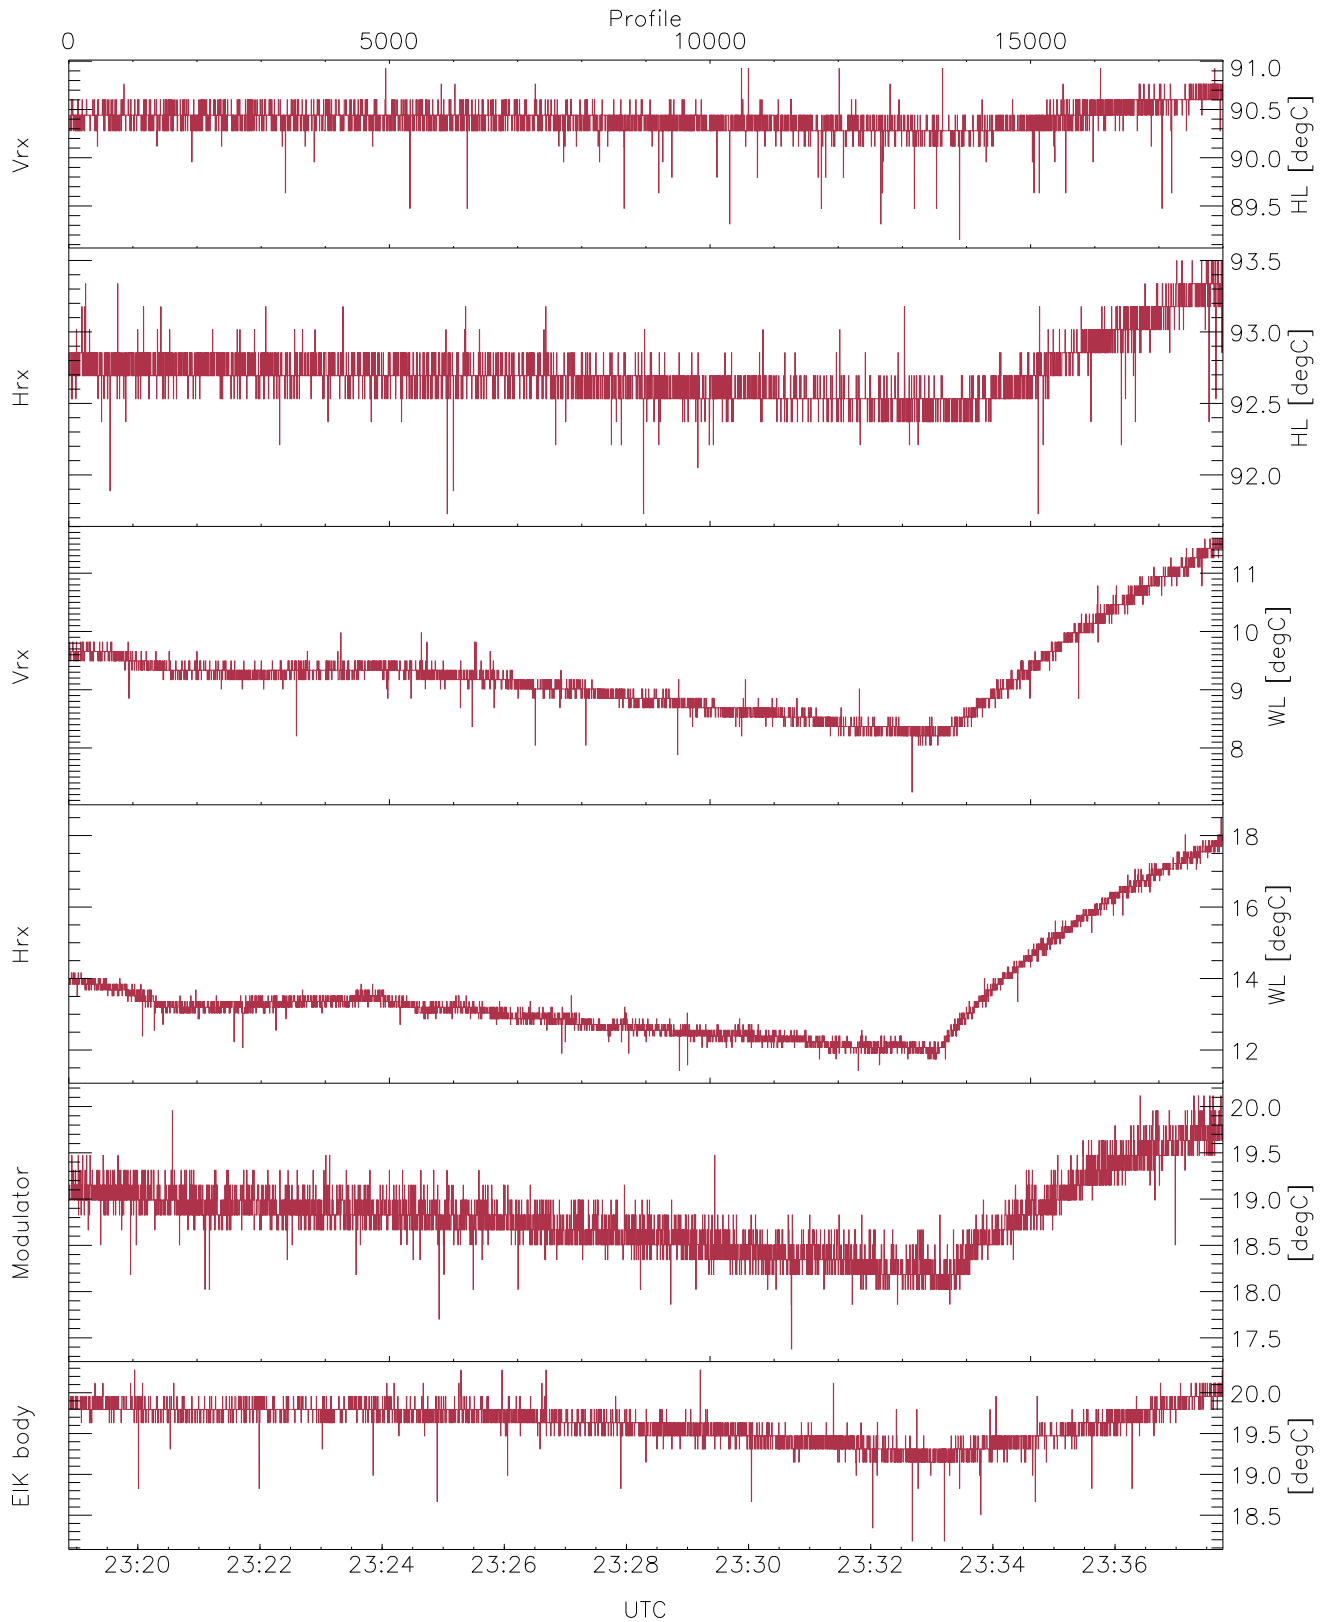 Profile
0 5000 10000 15000
91.0
90.5
90.0
89.5
Vrx
HL [degC]
93.5
93.0
92.5
92.0
Hrx
HL [degC]
11
10
9
8
Vrx
WL [degC]
18
16
14
12
Hrx
WL [degC]
20.0
19.5
19.0
18.5
18.0
17.5
Modulator
[degC]
20.0
19.5
19.0
18.5
EIK body
[degC]
23:20 23:22 23:24 23:26 23:28 23:30 23:32 23:34 23:36
UTC